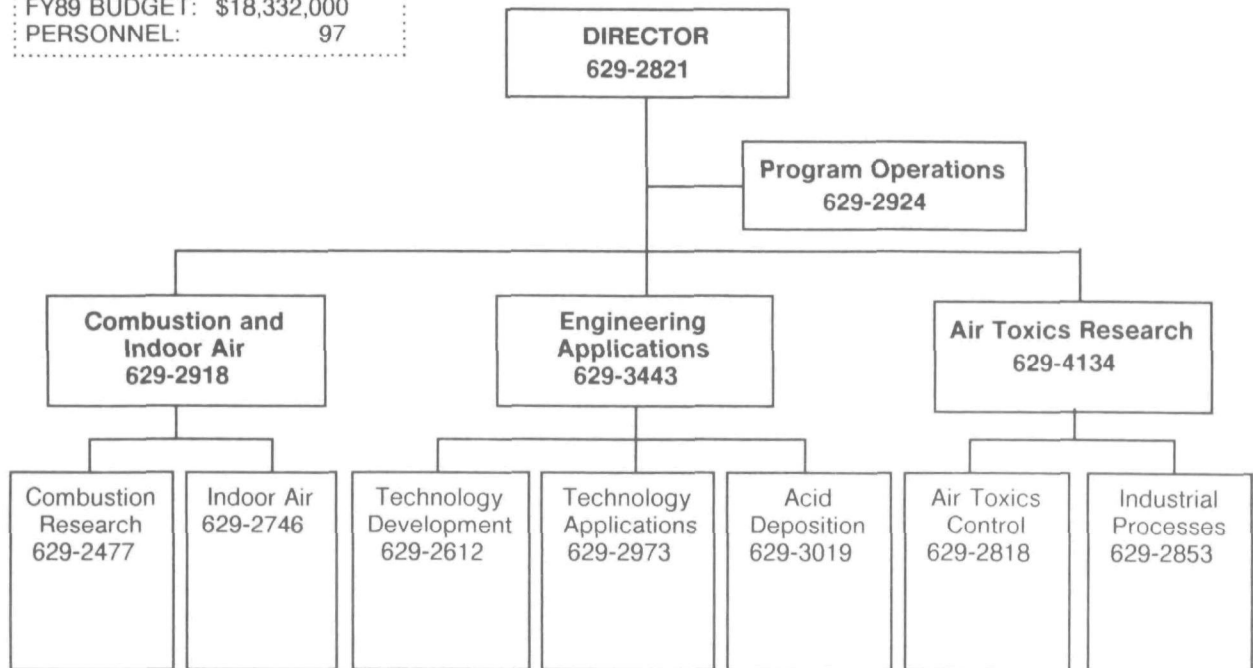 FY89 BUDGET: $18,332,000
PERSONNEL: 97
DIRECTOR
629-2821
Program Operations
629-2924
Combustion and
Indoor Air
629-2918
Engineering
Applications
629-3443
Air Toxics Research
629-4134
Combustion
Research
629-2477
Indoor Air
629-2746
Technology
Development
629-2612
Technology
Applications
629-2973
Acid
Deposition
629-3019
Air Toxics
Control
629-2818
Industrial
Processes
629-2853